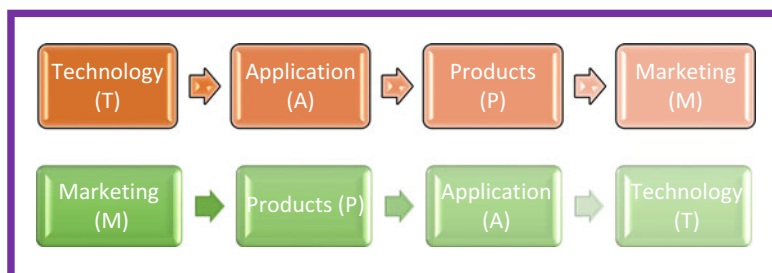 Technology
(T)
Application
(A)
Products
(P)
Marketing
(M)
Marketing
(M)
Products (P)
Application
(A)
Technology
(T)